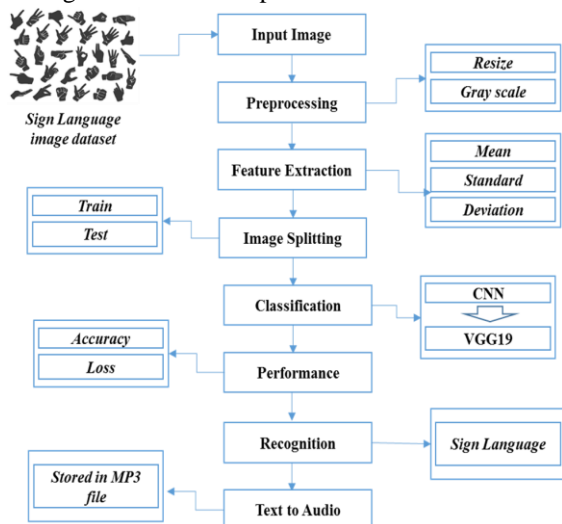 Input Image
Sign Language
image dataset
Preprocessing
Resize
Gray scale
Feature Extraction
Mean
Standard
Deviation
Train
Test
Image Splitting
Classification
CNN
VGG19
Accuracy
Loss
Performance
Recognition
Sign Language
Stored in MP3
file
Text to Audio